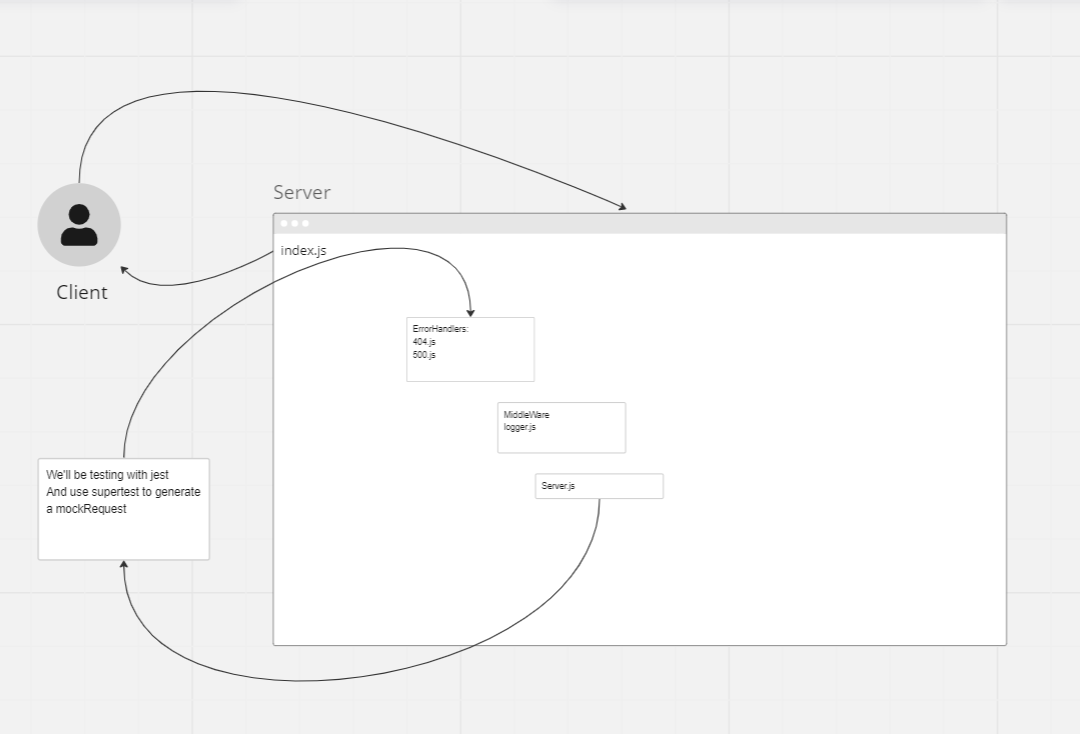 Server
index.js
Client
ErrorHandlers:
404.js
500.js
MiddleWare
logger.js
We'll be testing with jest
And use supertest to generate
a mockRequest
Server.js